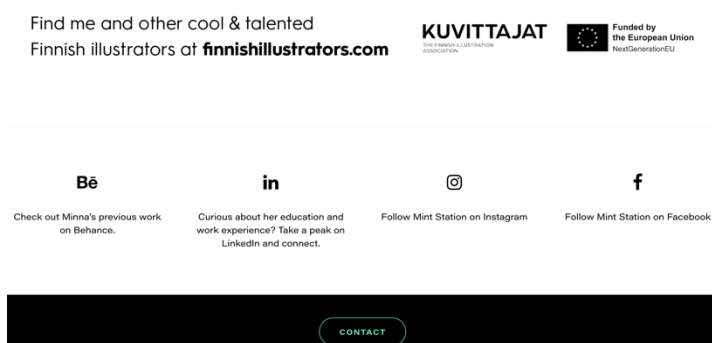 Find me and other cool & talented
Finnish illustrators at finnishillustrators.com
KUVITTAJAT
THE FINNISH ILLUSTRATION
ASSOCIATION
Funded by
the European Union
NextGenerationEU
Bē
Check out Minna's previous work
on Behance.
in
Curious about her education and
work experience? Take a peak on
LinkedIn and connect.
Follow Mint Station on Instagram
f
Follow Mint Station on Facebook
CONTACT